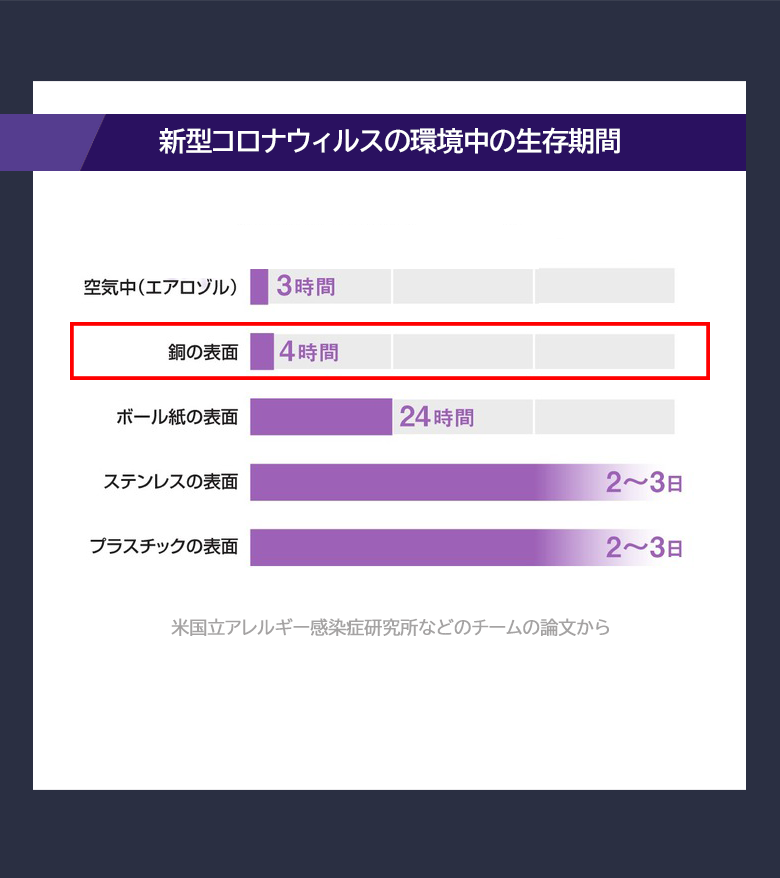 新型コロナウィルスの環境中の生存期間
空気中(エアロゾル) 3時間
銅の表面 4時間
ボール紙の表面 24時間
ステンレスの表面 2〜3日
プラスチックの表面 2〜3日
米国立アレルギー感染症研究所などのチームの論文から